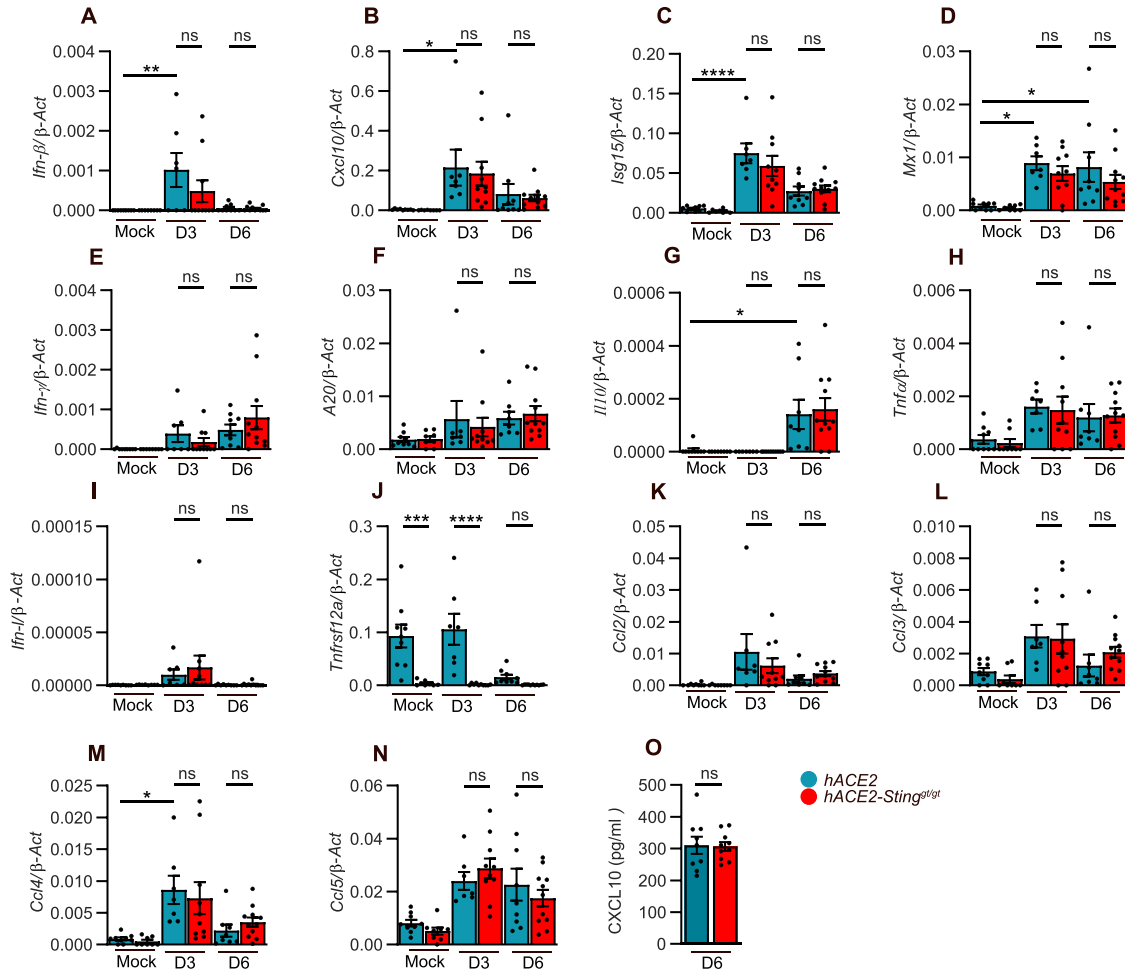 A
ns ns
**
0.004
0.003
0.002
0.001
0.000
Ifn-β/β-Act
Mock D3 D6
B
ns ns
*
0.8
0.6
0.4
0.2
0.0
Cxcl10/β-Act
Mock D3 D6
C
ns ns
****
0.20
0.15
0.10
0.05
0.00
Isg15/β-Act
Mock D3 D6
D
ns ns
*
*
0.03
0.02
0.01
0.00
Mx1/β-Act
Mock D3 D6
E
ns ns
0.004
0.003
0.002
0.001
0.000
Ifn-γ/β-Act
Mock D3 D6
F
ns ns
0.03
0.02
0.01
0.00
A20/β-Act
Mock D3 D6
G
ns ns
*
0.0006
0.0004
0.0002
0.0000
Il10/β-Act
Mock D3 D6
H
ns ns
0.006
0.004
0.002
0.000
Tnfα/β-Act
Mock D3 D6
I
ns ns
0.00015
0.00010
0.00005
0.00000
Ifn-l/β-Act
Mock D3 D6
J
*** **** ns
0.3
0.2
0.1
0.0
Tnfrsf12a/β-Act
Mock D3 D6
K
ns ns
0.05
0.04
0.03
0.02
0.01
0.00
Ccl2/β-Act
Mock D3 D6
L
ns ns
0.010
0.008
0.006
0.004
0.002
0.000
Ccl3/β-Act
Mock D3 D6
M
ns ns
*
0.025
0.020
0.015
0.010
0.005
0.000
Ccl4/β-Act
Mock D3 D6
N
ns ns
0.06
0.04
0.02
0.00
Ccl5/β-Act
Mock D3 D6
O
ns
500
400
300
200
100
0
CXCL10 (pg/ml)
D6
hACE2
hACE2-Stinggt/gt